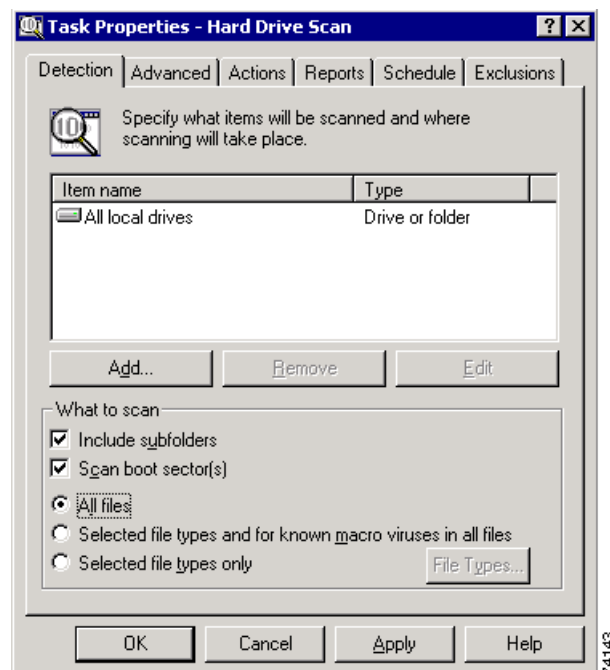 Task Properties - Hard Drive Scan
Detection Advanced Actions Reports Schedule Exclusions
Specify what items will be scanned and where
scanning will take place.
Item name Type
All local drives Drive or folder
Add... Remove Edit
What to scan
Include subfolders
Scan boot sector(s)
All files
Selected file types and for known macro viruses in all files
Selected file types only
File Types...
OK Cancel Apply Help